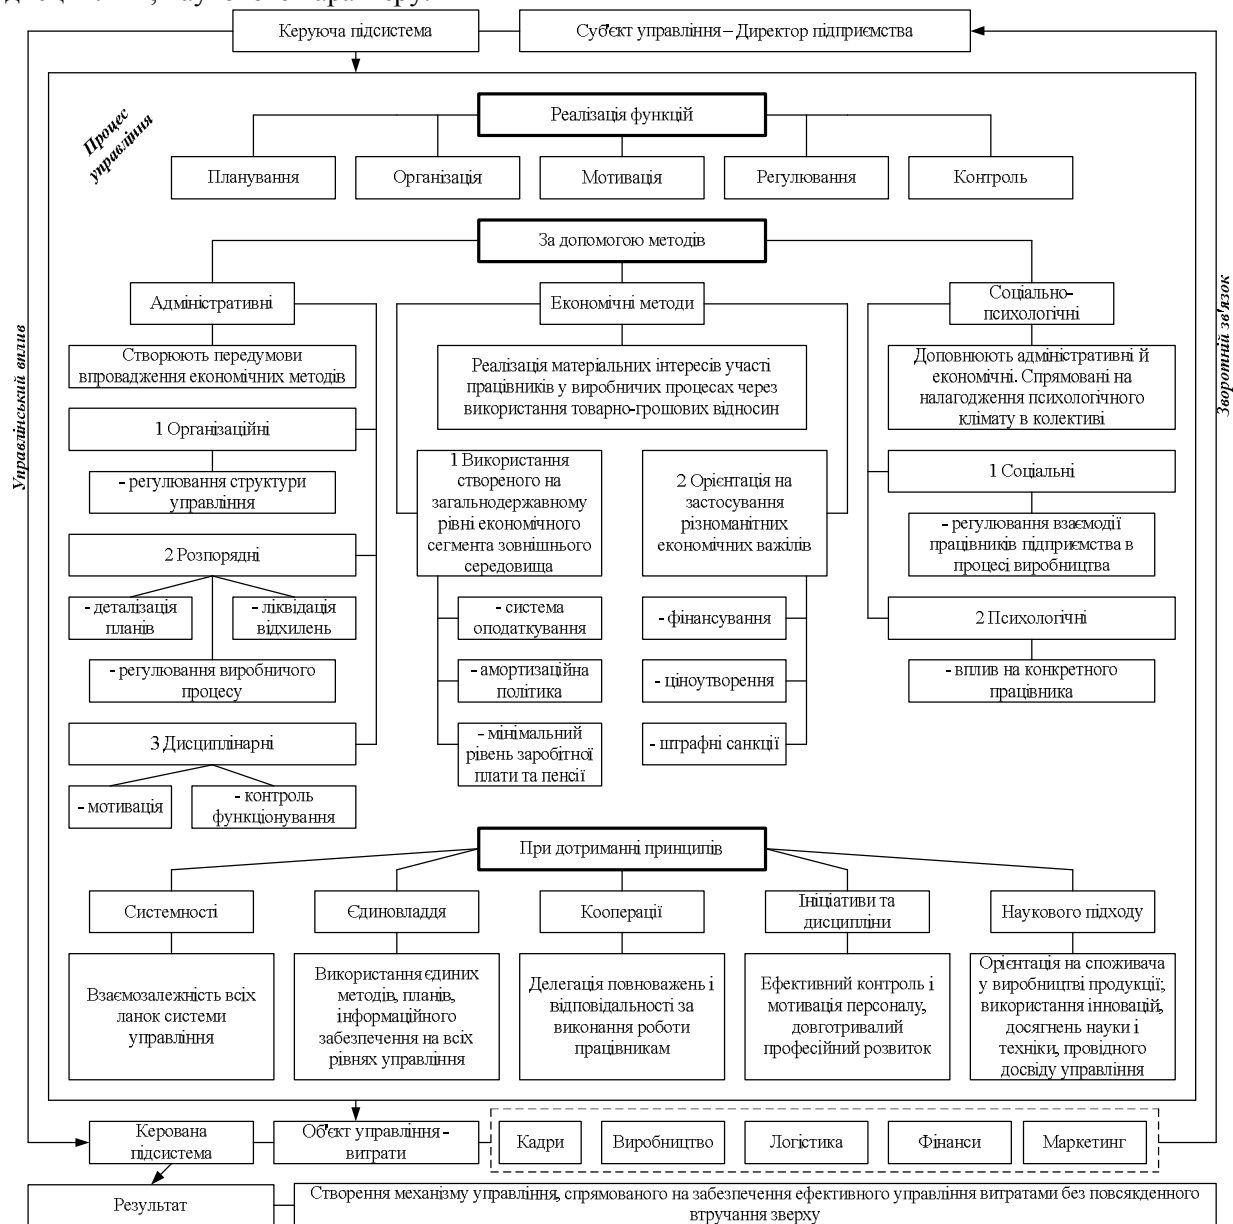 Керуюча підсистема
Суб'єкт управління – Директор підприємства
Процес
управління
Управлінський вплив
Зворотній зв'язок
Реалізація функцій
Планування
Організація
Мотивація
Регулювання
Контроль
За допомогою методів
Адміністративні
Економічні методи
Соціально-
психологічні
Створюють передумови
впровадження економічних методів
Реалізація матеріальних інтересів участі
працівників у виробничих процесах через
використання товарно-грошових відносин
Доповнюють адміністративні й
економічні. Спрямовані на
налагодження психологічного
клімату в колективі
1 Організаційні
- регулювання структури
управління
2 Розпорядні
- деталізація
планів
- ліквідація
відхилень
- регулювання виробничого
процесу
3 Дисциплінарні
- мотивація
- контроль
функціонування
1 Використання
створеного на
загальнодержавному
рівні економічного
сегмента зовнішнього
середовища
- система
оподаткування
- амортизаційна
політика
- мінімальний
рівень заробітної
плати та пенсії
2 Орієнтація на
застосування
різноманітних
економічних важілів
- фінансування
- ціноутворення
- штрафні санкції
1 Соціальні
- регулювання взаємодії
працівників підприємства в
процесі виробництва
2 Психологічні
- вплив на конкретного
працівника
При дотриманні принципів
Системності
Єдиновладдя
Кооперації
Ініціативи та
дисципліни
Наукового підходу
Взаємозалежність всіх
ланок системи
управління
Використання єдиних
методів, планів,
інформаційного
забезпечення на всіх
рівнях управління
Делегація повноважень і
відповідальності за
виконання роботи
працівникам
Ефективний контроль і
мотивація персоналу,
довготривалий
професійний розвиток
Орієнтація на споживача
у виробництві продукції;
використання інновацій,
досягнень науки і
техніки, провідного
досвіду управління
Керована
підсистема
Об'єкт управління -
витрати
Кадри
Виробництво
Логістика
Фінанси
Маркетинг
Результат
Створення механізму управління, спрямованого на забезпечення ефективного управління витратами без повсякденного
втручання зверху